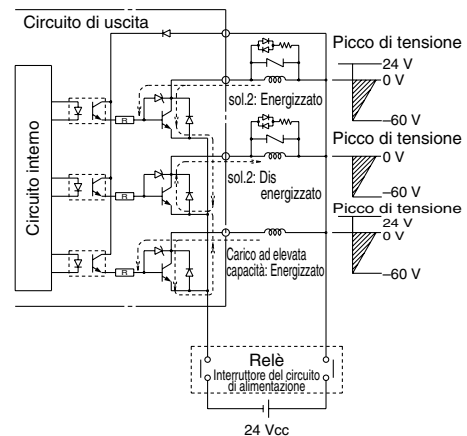 Circuito di uscita
Picco di tensione
24 V
0 V
–60 V
sol.2: Energizzato
Circuito interno
R
Picco di tensione
0 V
–60 V
sol.2: Dis
energizzato
R
Picco di tensione
24 V
0 V
–60 V
Carico ad elevata
capacità: Energizzato
R
Relè
Interruttore del circuito
di alimentazione
24 Vcc